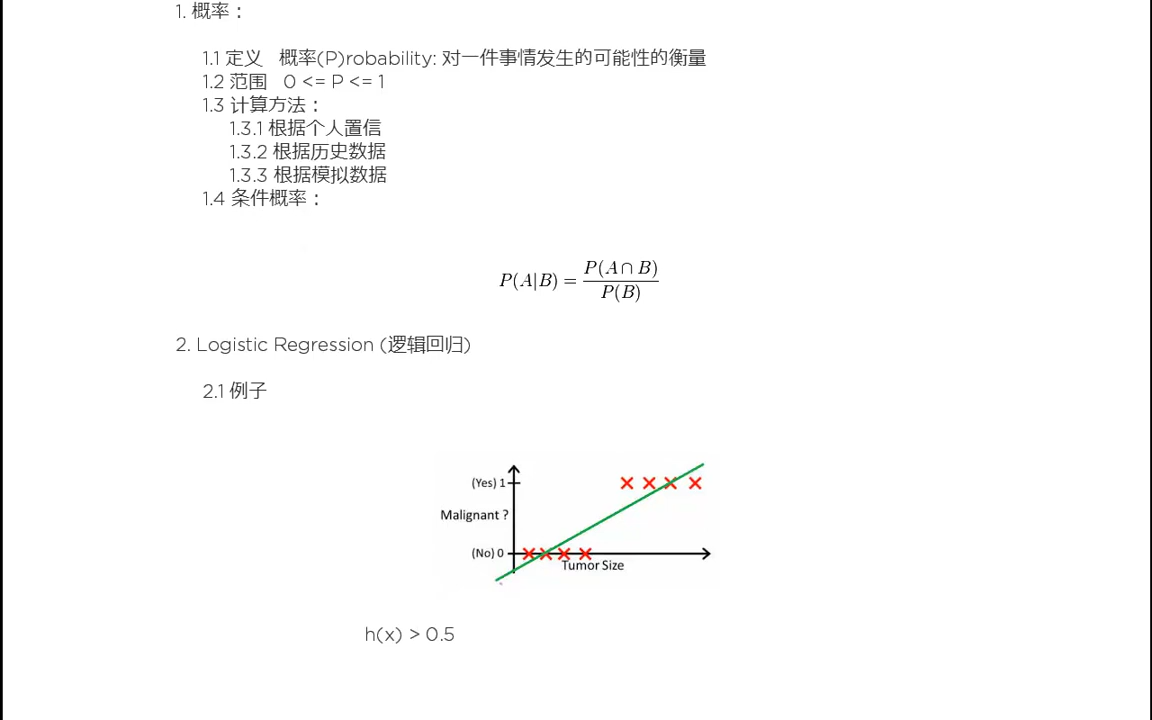 1. 概率：
1.1 定义 概率(P)robability: 对一件事情发生的可能性的衡量
1.2 范围 0 <= P <= 1
1.3 计算方法：
1.3.1 根据个人置信
1.3.2 根据历史数据
1.3.3 根据模拟数据
1.4 条件概率：
P(A|B) = P(A∩B) / P(B)
2. Logistic Regression (逻辑回归)
2.1 例子
(Yes) 1
Malignant ?
(No) 0
Tumor Size
h(x) > 0.5